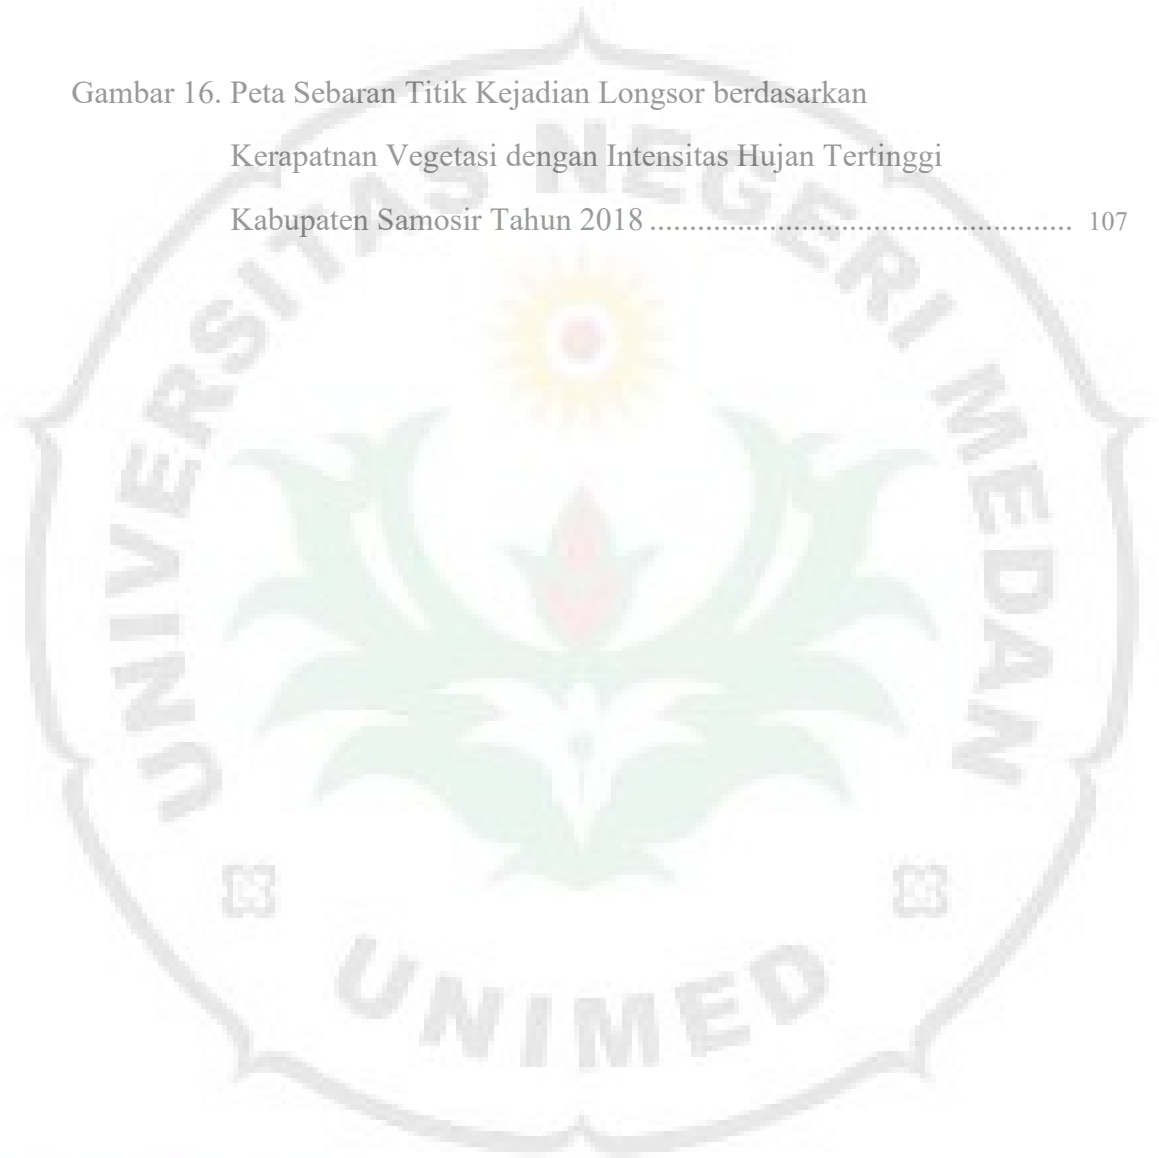 Gambar 16. Peta Sebaran Titik Kejadian Longsor berdasarkan
Kerapatnan Vegetasi dengan Intensitas Hujan Tertinggi
Kabupaten Samosir Tahun 2018 ..................................................... 107
UNIVERSITAS NEGERI MEDAN
UNIMED